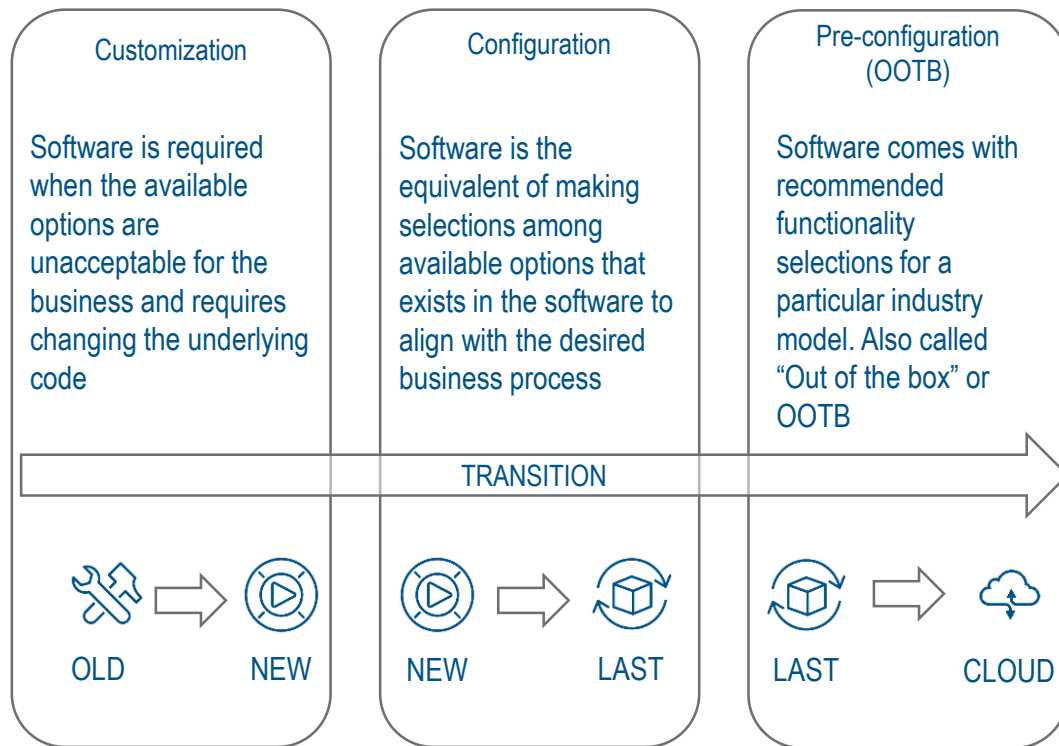 Customization
Software is required
when the available
options are
unacceptable for the
business and requires
changing the underlying
code
Configuration
Software is the
equivalent of making
selections among
available options that
exists in the software to
align with the desired
business process
Pre-configuration
(OOTB)
Software comes with
recommended
functionality
selections for a
particular industry
model. Also called
“Out of the box” or
OOTB
TRANSITION
OLD
NEW
NEW
LAST
LAST
CLOUD